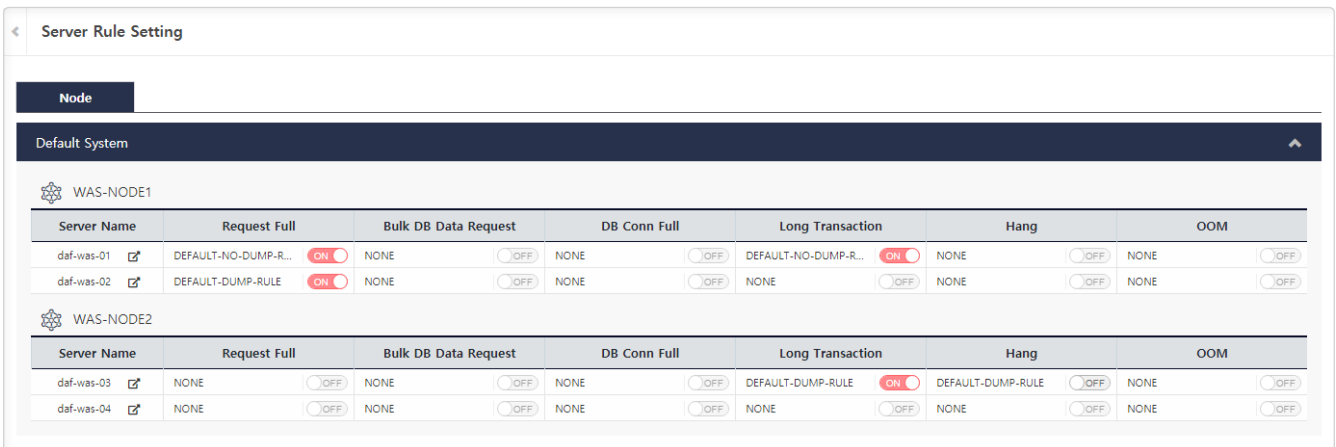 Server Rule Setting
Node
Default System
WAS-NODE1
Server Name Request Full Bulk DB Data Request DB Conn Full Long Transaction Hang OOM
daf-was-01 DEFAULT-NO-DUMP-R... ON NONE OFF NONE OFF DEFAULT-NO-DUMP-R... ON NONE OFF NONE OFF
daf-was-02 DEFAULT-DUMP-RULE ON NONE OFF NONE OFF NONE OFF NONE OFF NONE OFF
WAS-NODE2
Server Name Request Full Bulk DB Data Request DB Conn Full Long Transaction Hang OOM
daf-was-03 NONE OFF NONE OFF NONE OFF DEFAULT-DUMP-RULE ON DEFAULT-DUMP-RULE OFF NONE OFF
daf-was-04 NONE OFF NONE OFF NONE OFF NONE OFF NONE OFF NONE OFF